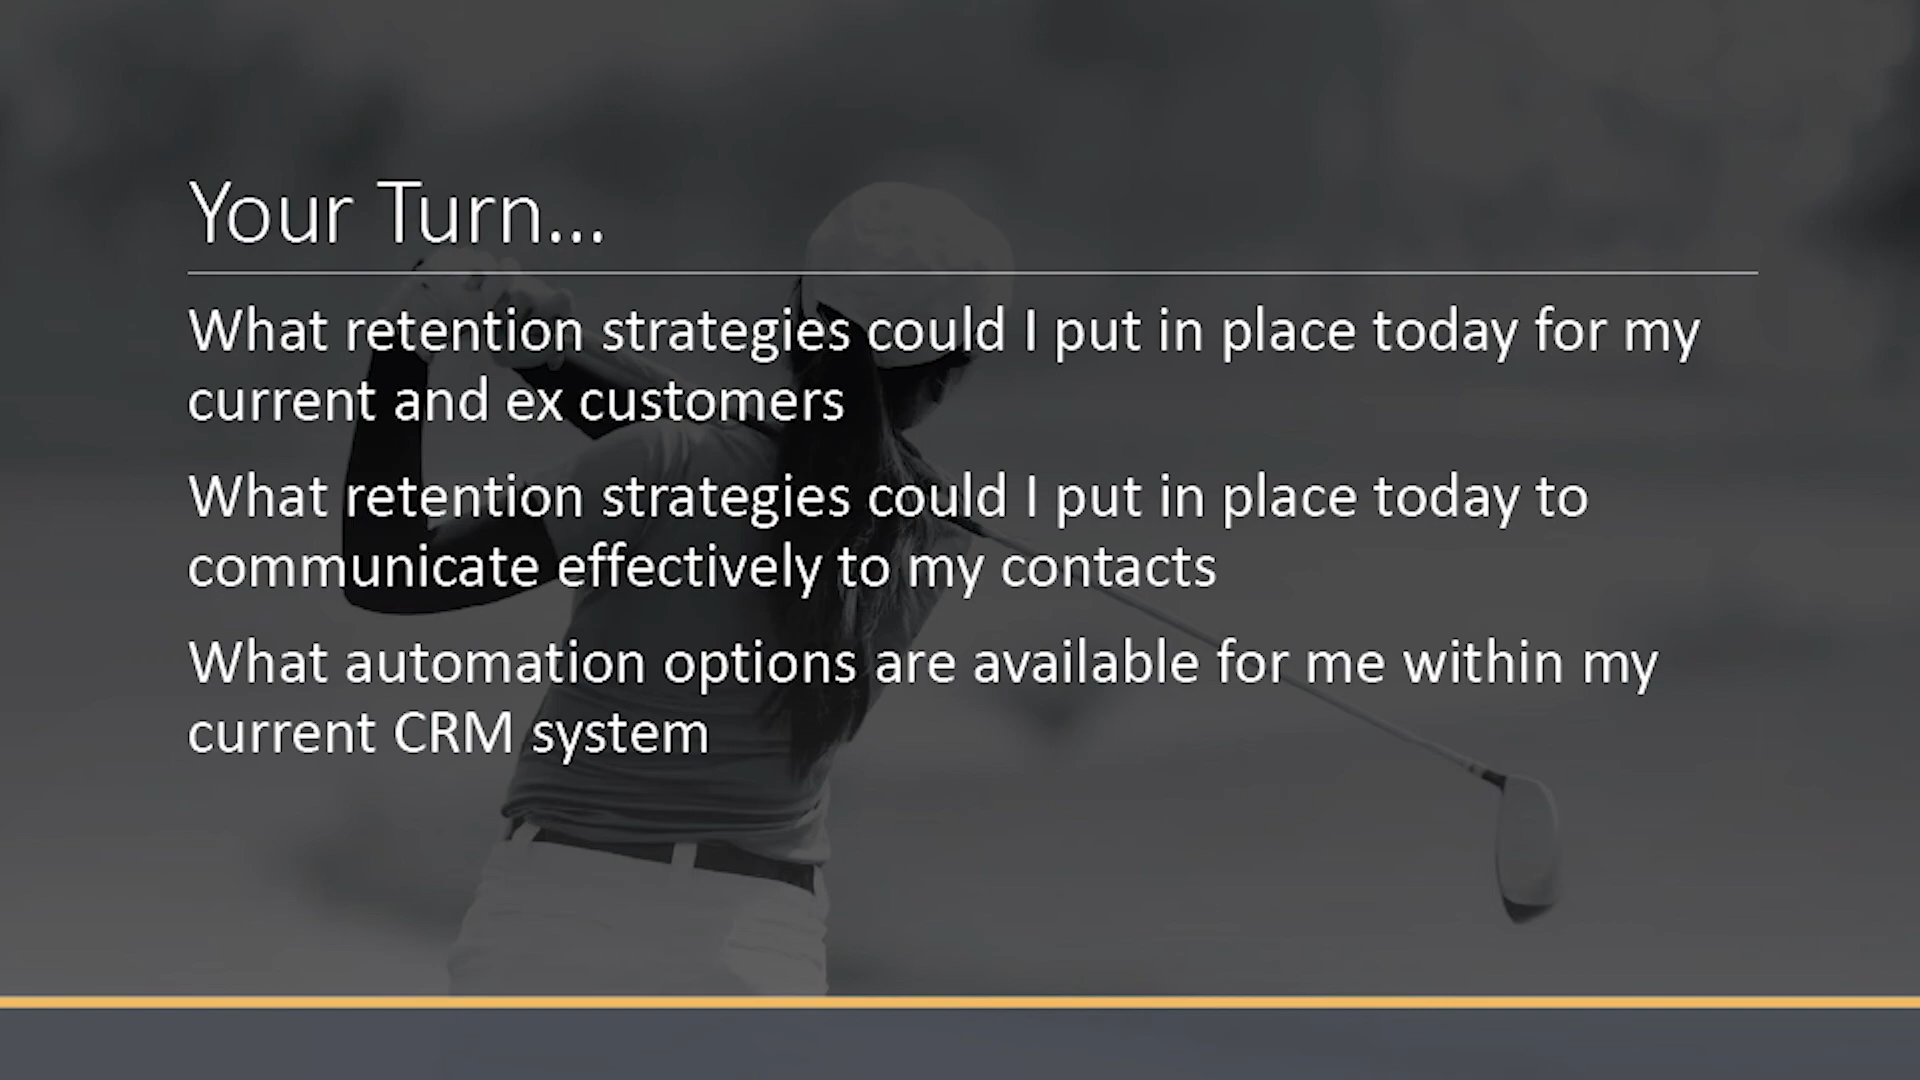 Your Turn...
What retention strategies could I put in place today for my
current and ex customers
What retention strategies could I put in place today to
communicate effectively to my contacts
What automation options are available for me within my
current CRM system